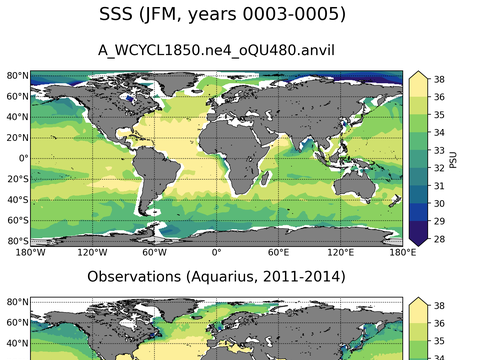 SSS (JFM, years 0003-0005)
A_WCYCL1850.ne4_oQU480.anvil
80°N
60°N
40°N
20°N
0°
20°S
40°S
60°S
80°S
180°W 120°W 60°W 0° 60°E 120°E 180°E
38
36
35
34
33
32
31
30
29
28
PSU
Observations (Aquarius, 2011-2014)
80°N
60°N
40°N
38
36
35
34